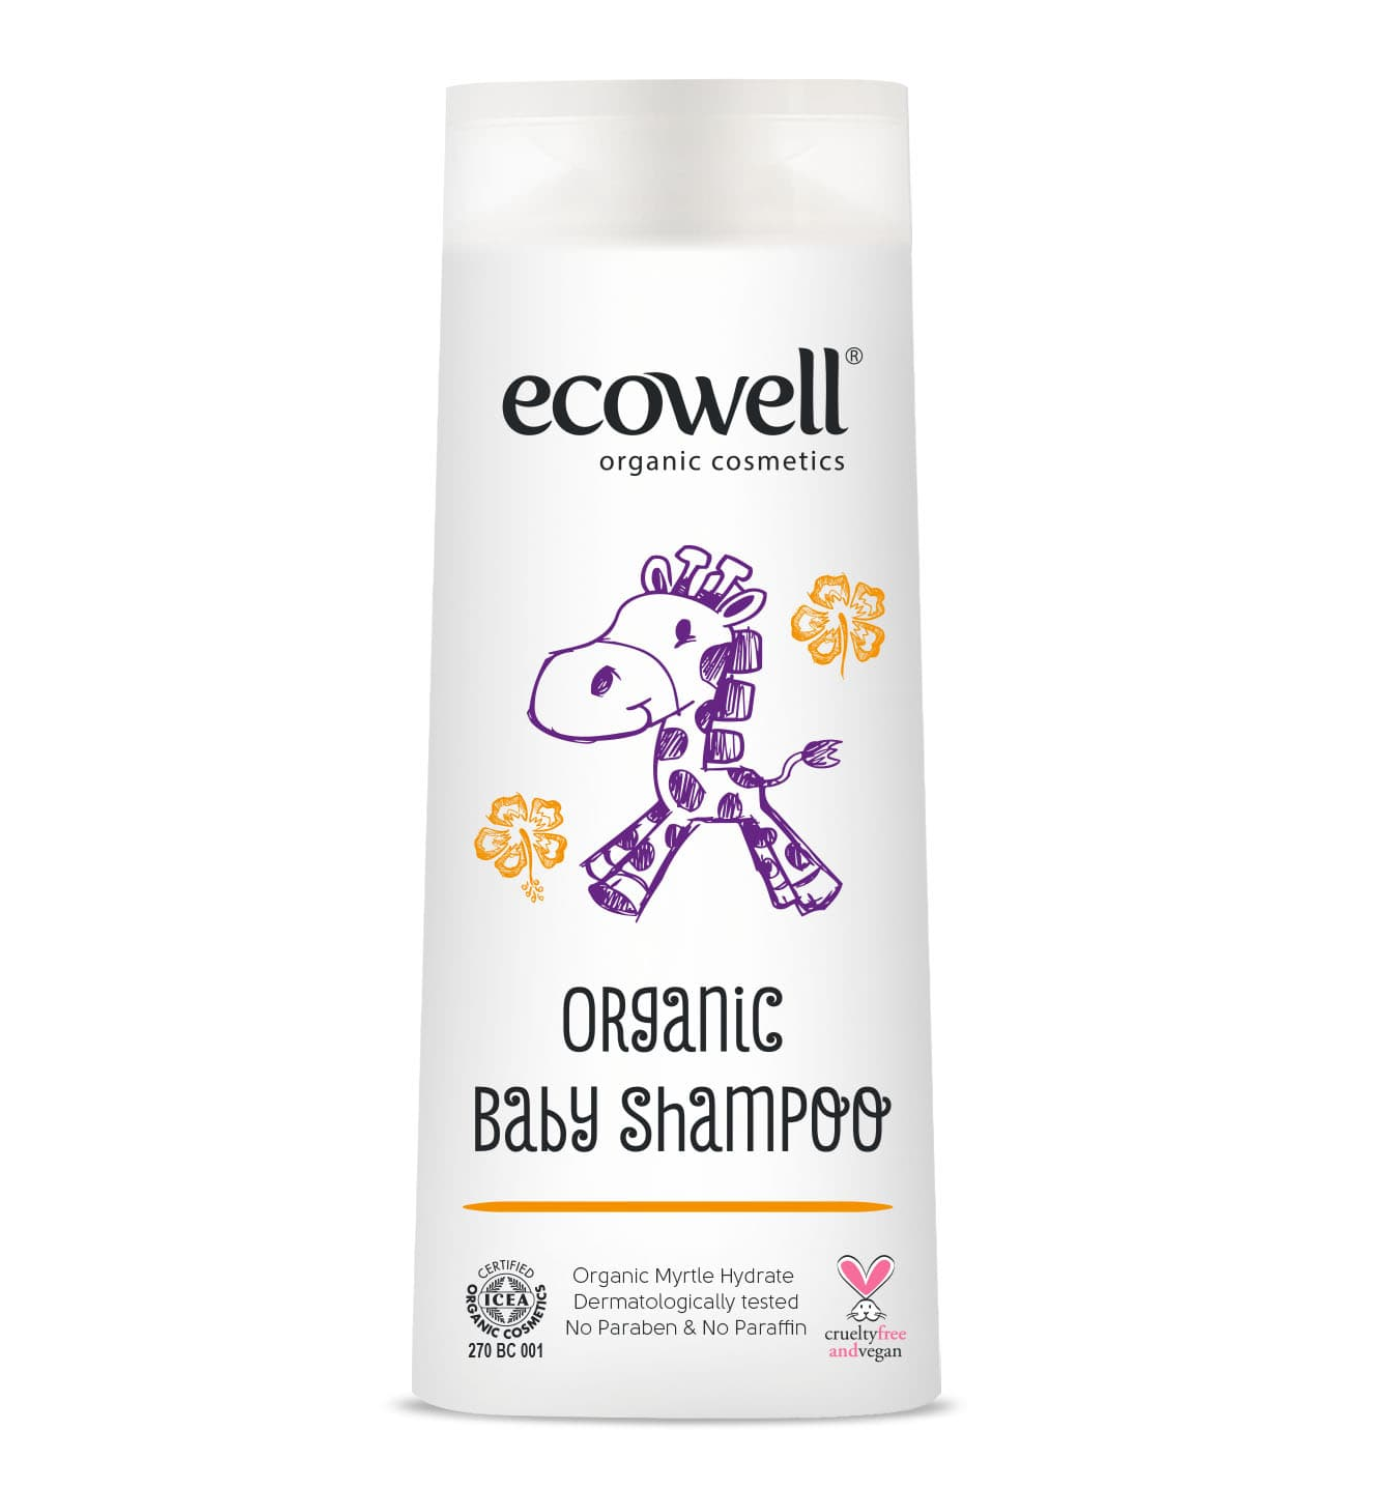 ecowell®
organic cosmetics
ORganic
Baby ShamPoo
CERTIFIED
ICEA
ORGANIC COSMETICS
270 BC 001
Organic Myrtle Hydrate
Dermatologically tested
No Paraben & No Paraffin
crueltyfree
andvegan